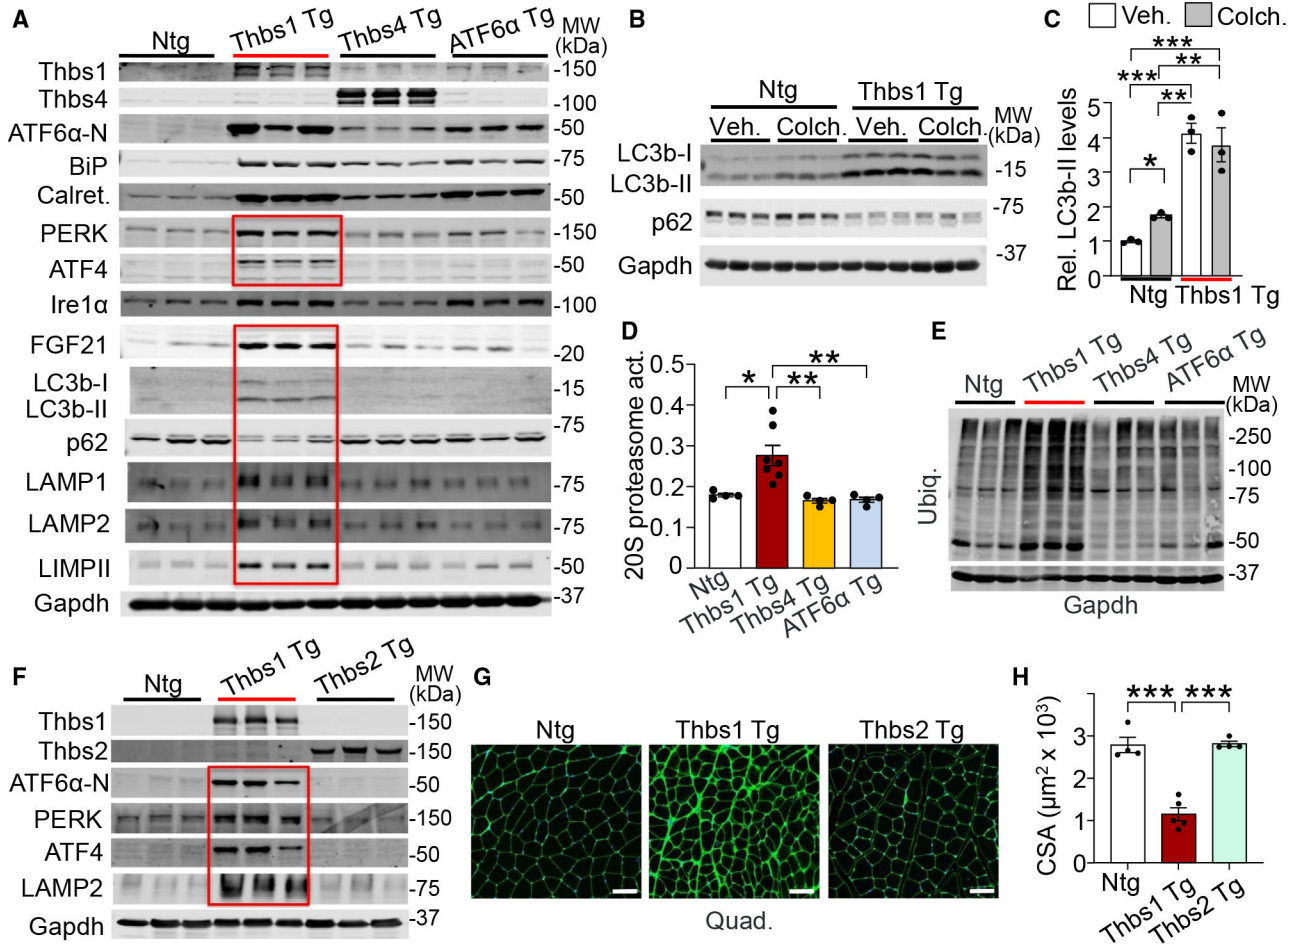 A
Ntg
Thbs1 Tg
Thbs4 Tg
ATF6α Tg
MW
(kDa)
Thbs1
-150
Thbs4
-100
ATF6α-N
-50
BiP
-75
Calret.
-50
PERK
-150
ATF4
-50
Ire1α
-100
FGF21
-20
LC3b-I
-15
LC3b-II
p62
-75
LAMP1
-75
LAMP2
-75
LIMPII
-50
Gapdh
-37
B
Ntg
Thbs1 Tg
MW
(kDa)
Veh.
Colch.
Veh.
Colch.
LC3b-I
LC3b-II
-15
p62
-75
Gapdh
-37
C
Veh.
Colch.
***
**
***
**
*
Rel. LC3b-II levels
5
4
3
2
1
0
Ntg
Thbs1 Tg
D
20S proteasome act.
0.5
0.4
0.3
0.2
0.1
0
*
**
**
Ntg
Thbs1 Tg
Thbs4 Tg
ATF6α Tg
E
Ntg
Thbs1 Tg
Thbs4 Tg
ATF6α Tg
MW
(kDa)
Ubiq.
-250
-100
-75
-50
-37
Gapdh
F
Ntg
Thbs1 Tg
Thbs2 Tg
MW
(kDa)
Thbs1
-150
Thbs2
-150
ATF6α-N
-50
PERK
-150
ATF4
-50
LAMP2
-75
Gapdh
-37
G
Ntg
Thbs1 Tg
Thbs2 Tg
Quad.
H
CSA (µm² x 10³)
***
***
3
2
1
0
Ntg
Thbs1 Tg
Thbs2 Tg